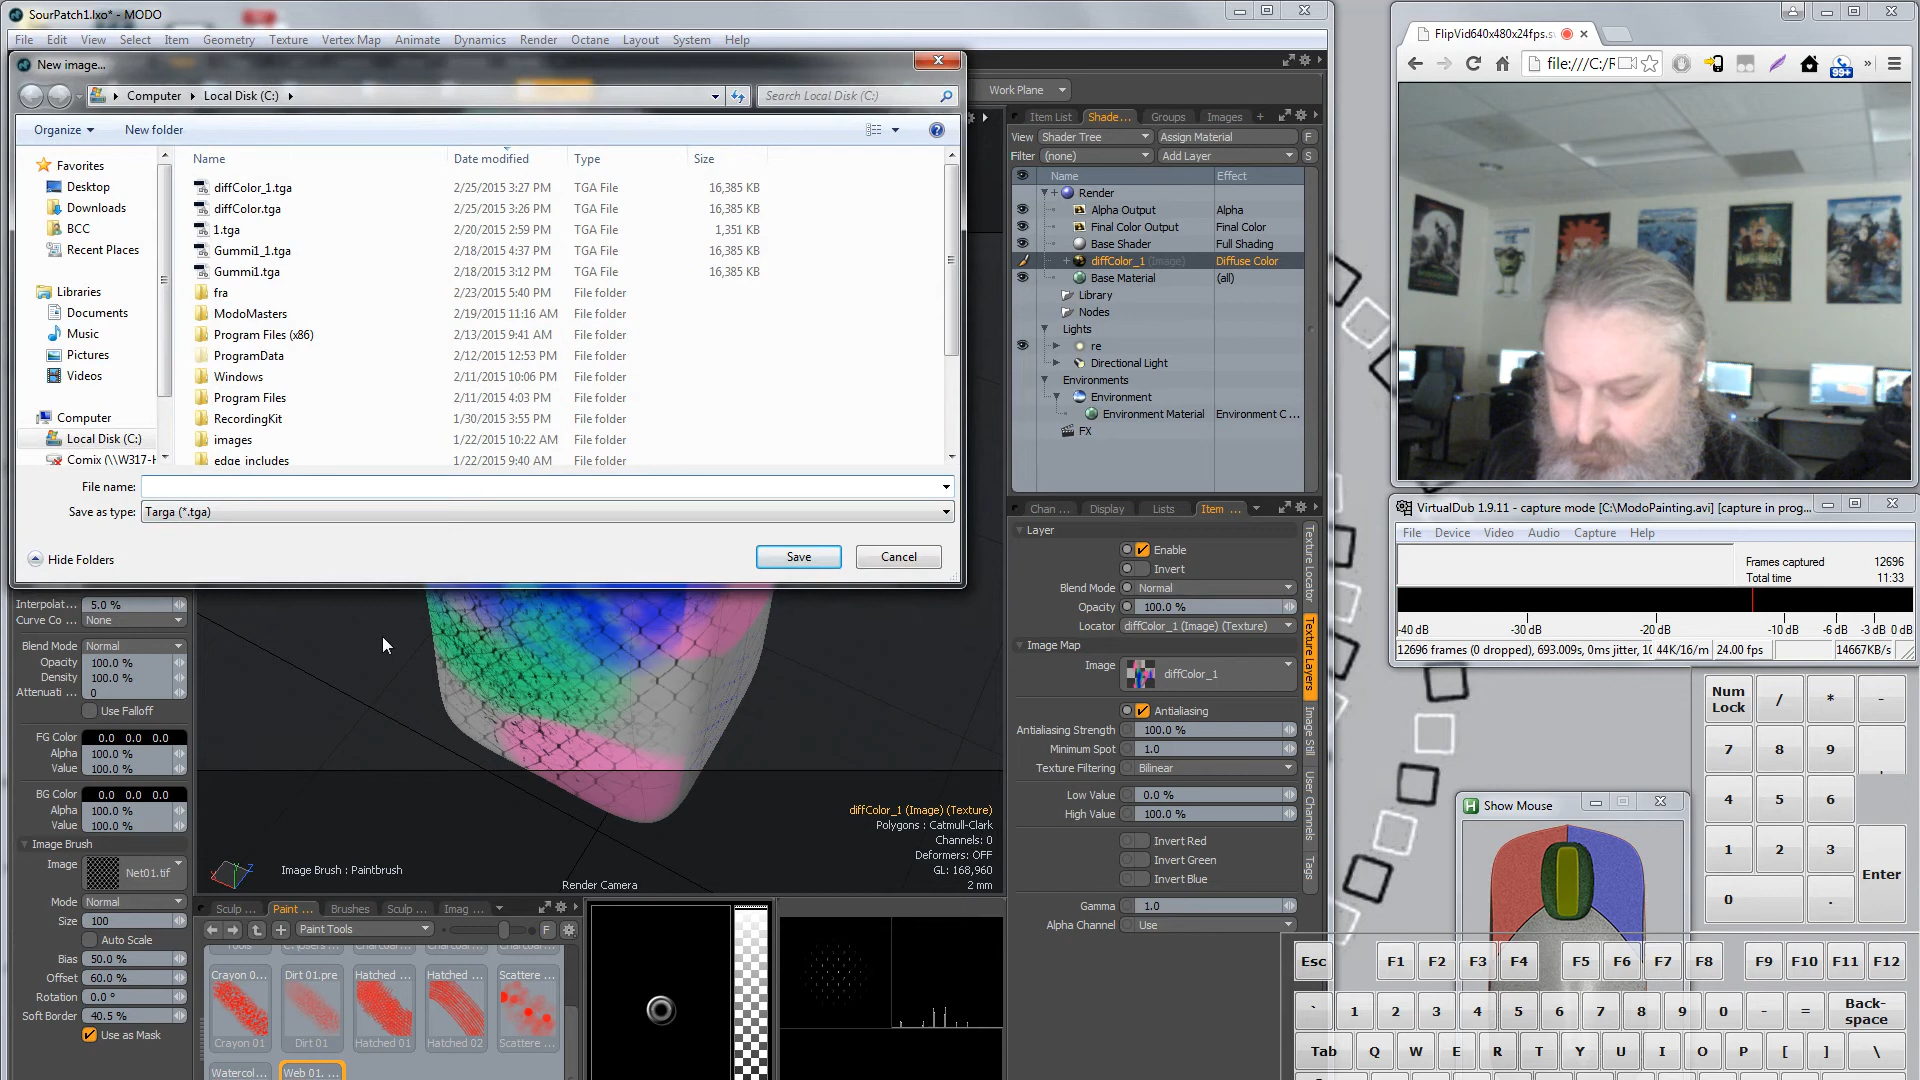 SourPatch1.lxo* - MODO
File Edit View Select Item Geometry Texture Vertex Map Animate Dynamics Render Octane Layout System Help
New image...
Computer Local Disk (C:)
Search Local Disk (C:)
Organize New folder
Name Date modified Type Size
Favorites
Desktop
Downloads
BCC
Recent Places
Libraries
Documents
Music
Pictures
Videos
Computer
Local Disk (C:)
Comix (\\W317-H
diffColor_1.tga 2/25/2015 3:27 PM TGA File 16,385 KB
diffColor.tga 2/25/2015 3:26 PM TGA File 16,385 KB
1.tga 2/20/2015 2:59 PM TGA File 1,351 KB
Gummi1_1.tga 2/18/2015 4:37 PM TGA File 16,385 KB
Gummi1.tga 2/18/2015 3:12 PM TGA File 16,385 KB
fra 2/23/2015 5:40 PM File folder
ModoMasters 2/19/2015 11:16 AM File folder
Program Files (x86) 2/13/2015 9:41 AM File folder
ProgramData 2/12/2015 12:53 PM File folder
Windows 2/11/2015 10:06 PM File folder
Program Files 2/11/2015 4:03 PM File folder
RecordingKit 1/30/2015 3:55 PM File folder
images 1/22/2015 10:22 AM File folder
edge_includes 1/22/2015 9:40 AM File folder
File name:
Save as type: Targa (*.tga)
Hide Folders
Save Cancel
Interpolat... 5.0 %
Curve Co... None
Blend Mode Normal
Opacity 100.0 %
Density 100.0 %
Attenuati... 0
Use Falloff
FG Color 0.0 0.0 0.0
Alpha 100.0 %
Value 100.0 %
BG Color 0.0 0.0 0.0
Alpha 100.0 %
Value 100.0 %
Image Brush
Image Net01.tif
Mode Normal
Size 100
Auto Scale
Bias 50.0 %
Offset 60.0 %
Rotation 0.0 °
Soft Border 40.5 %
Use as Mask
diffColor_1 (Image) (Texture)
Polygons : Catmull-Clark
Channels: 0
Deformers: OFF
GL: 168,960
2 mm
Image Brush : Paintbrush
Render Camera
Sculp... Paint ... Brushes Sculp ... Imag ...
Paint Tools F
Crayon 0... Dirt 01.pre Hatched ... Hatched ... Scattere ...
Crayon 01 Dirt 01 Hatched 01 Hatched 02 Scattere ...
Watercol... Web 01. ...
Work Plane
Item List Shade... Groups Images +
View Shader Tree Assign Material F
Filter (none) Add Layer S
Name Effect
Render
Alpha Output Alpha
Final Color Output Final Color
Base Shader Full Shading
diffColor_1 (Image) Diffuse Color
Base Material (all)
Library
Nodes
Lights
re
Directional Light
Environments
Environment
Environment Material Environment C ...
FX
Chan ... Display Lists Item ...
Layer
Enable
Invert
Blend Mode Normal
Opacity 100.0 %
Locator diffColor_1 (Image) (Texture)
Image Map
Image diffColor_1
Antialiasing
Antialiasing Strength 100.0 %
Minimum Spot 1.0
Texture Filtering Bilinear
Low Value 0.0 %
High Value 100.0 %
Invert Red
Invert Green
Invert Blue
Gamma 1.0
Alpha Channel Use
Texture Locator
Texture Layers
Image Still
User Channels
Tags
FlipVid640x480x24fps.s
file:///C:/F
99+
VirtualDub 1.9.11 - capture mode [C:\ModoPainting.avi] [capture in prog...
File Device Video Audio Capture Help
Frames captured 12696
Total time 11:33
-40 dB -30 dB -20 dB -10 dB -6 dB -3 dB 0 dB
12696 frames (0 dropped), 693.009s, 0ms jitter, 1( 44K/16/m 24.00 fps 14667KB/s
Num Lock / * -
7 8 9
4 5 6
1 2 3
0 . Enter
Show Mouse
Esc F1 F2 F3 F4 F5 F6 F7 F8 F9 F10 F11 F12
` 1 2 3 4 5 6 7 8 9 0 - = Back-space
Tab Q W E R T Y U I O P [ ] \